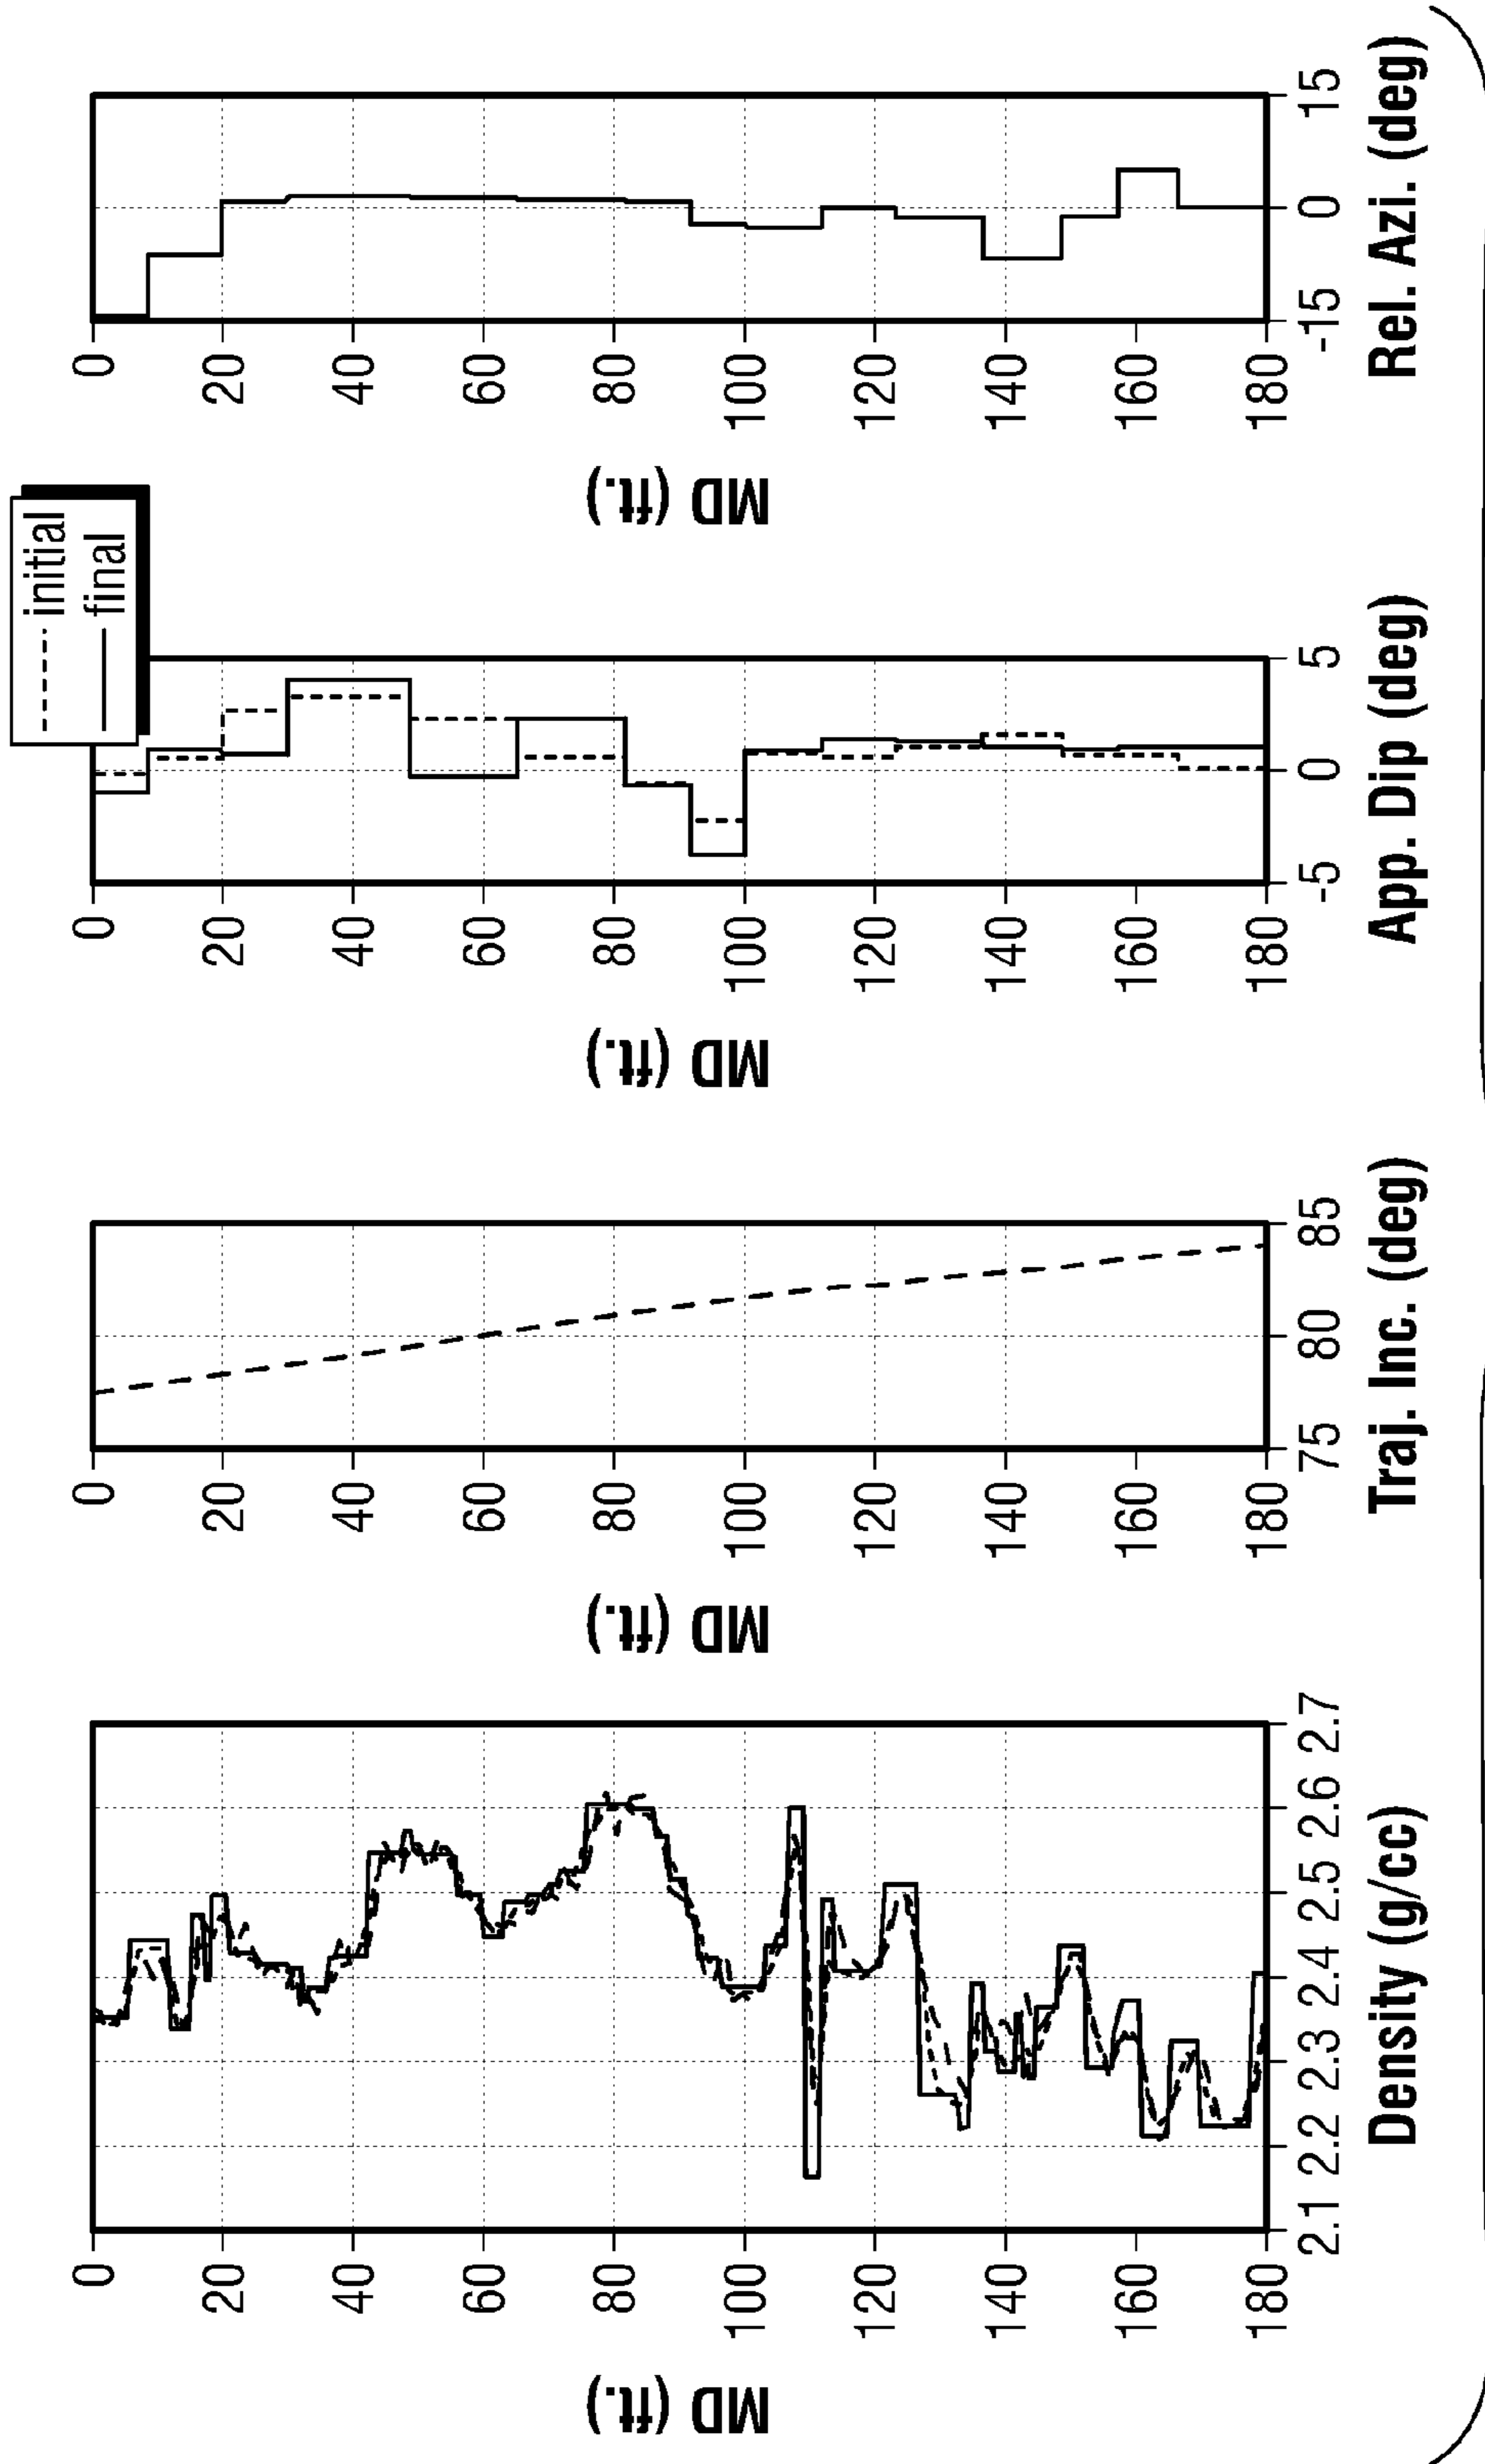 initial
final
MD (ft.)
0
20
40
60
80
100
120
140
160
180
2.1 2.2 2.3 2.4 2.5 2.6 2.7
Density (g/cc)
MD (ft.)
0
20
40
60
80
100
120
140
160
180
75 80 85
Traj. Inc. (deg)
MD (ft.)
0
20
40
60
80
100
120
140
160
180
-5 0 5
App. Dip (deg)
MD (ft.)
0
20
40
60
80
100
120
140
160
180
-15 0 15
Rel. Azi. (deg)